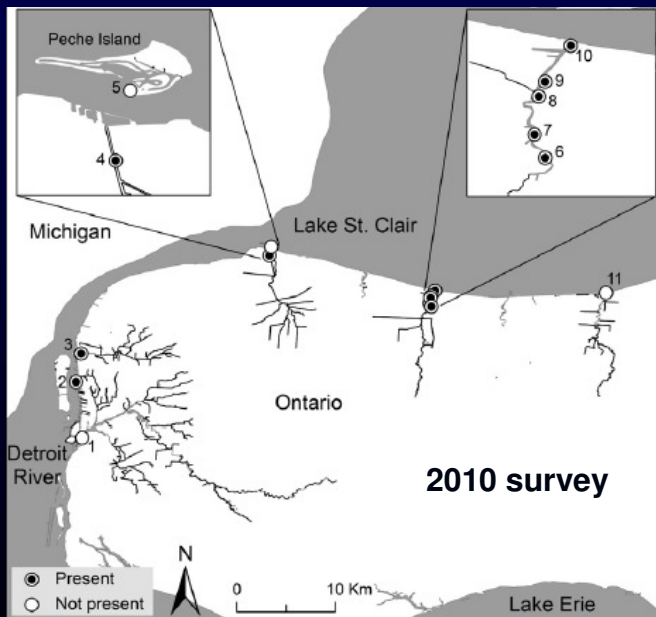 Peche Island
5
4
10
9
8
7
6
Michigan
Lake St. Clair
11
3
2
Ontario
1
Detroit
River
2010 survey
N
Present
Not present
0
10 Km
Lake Erie